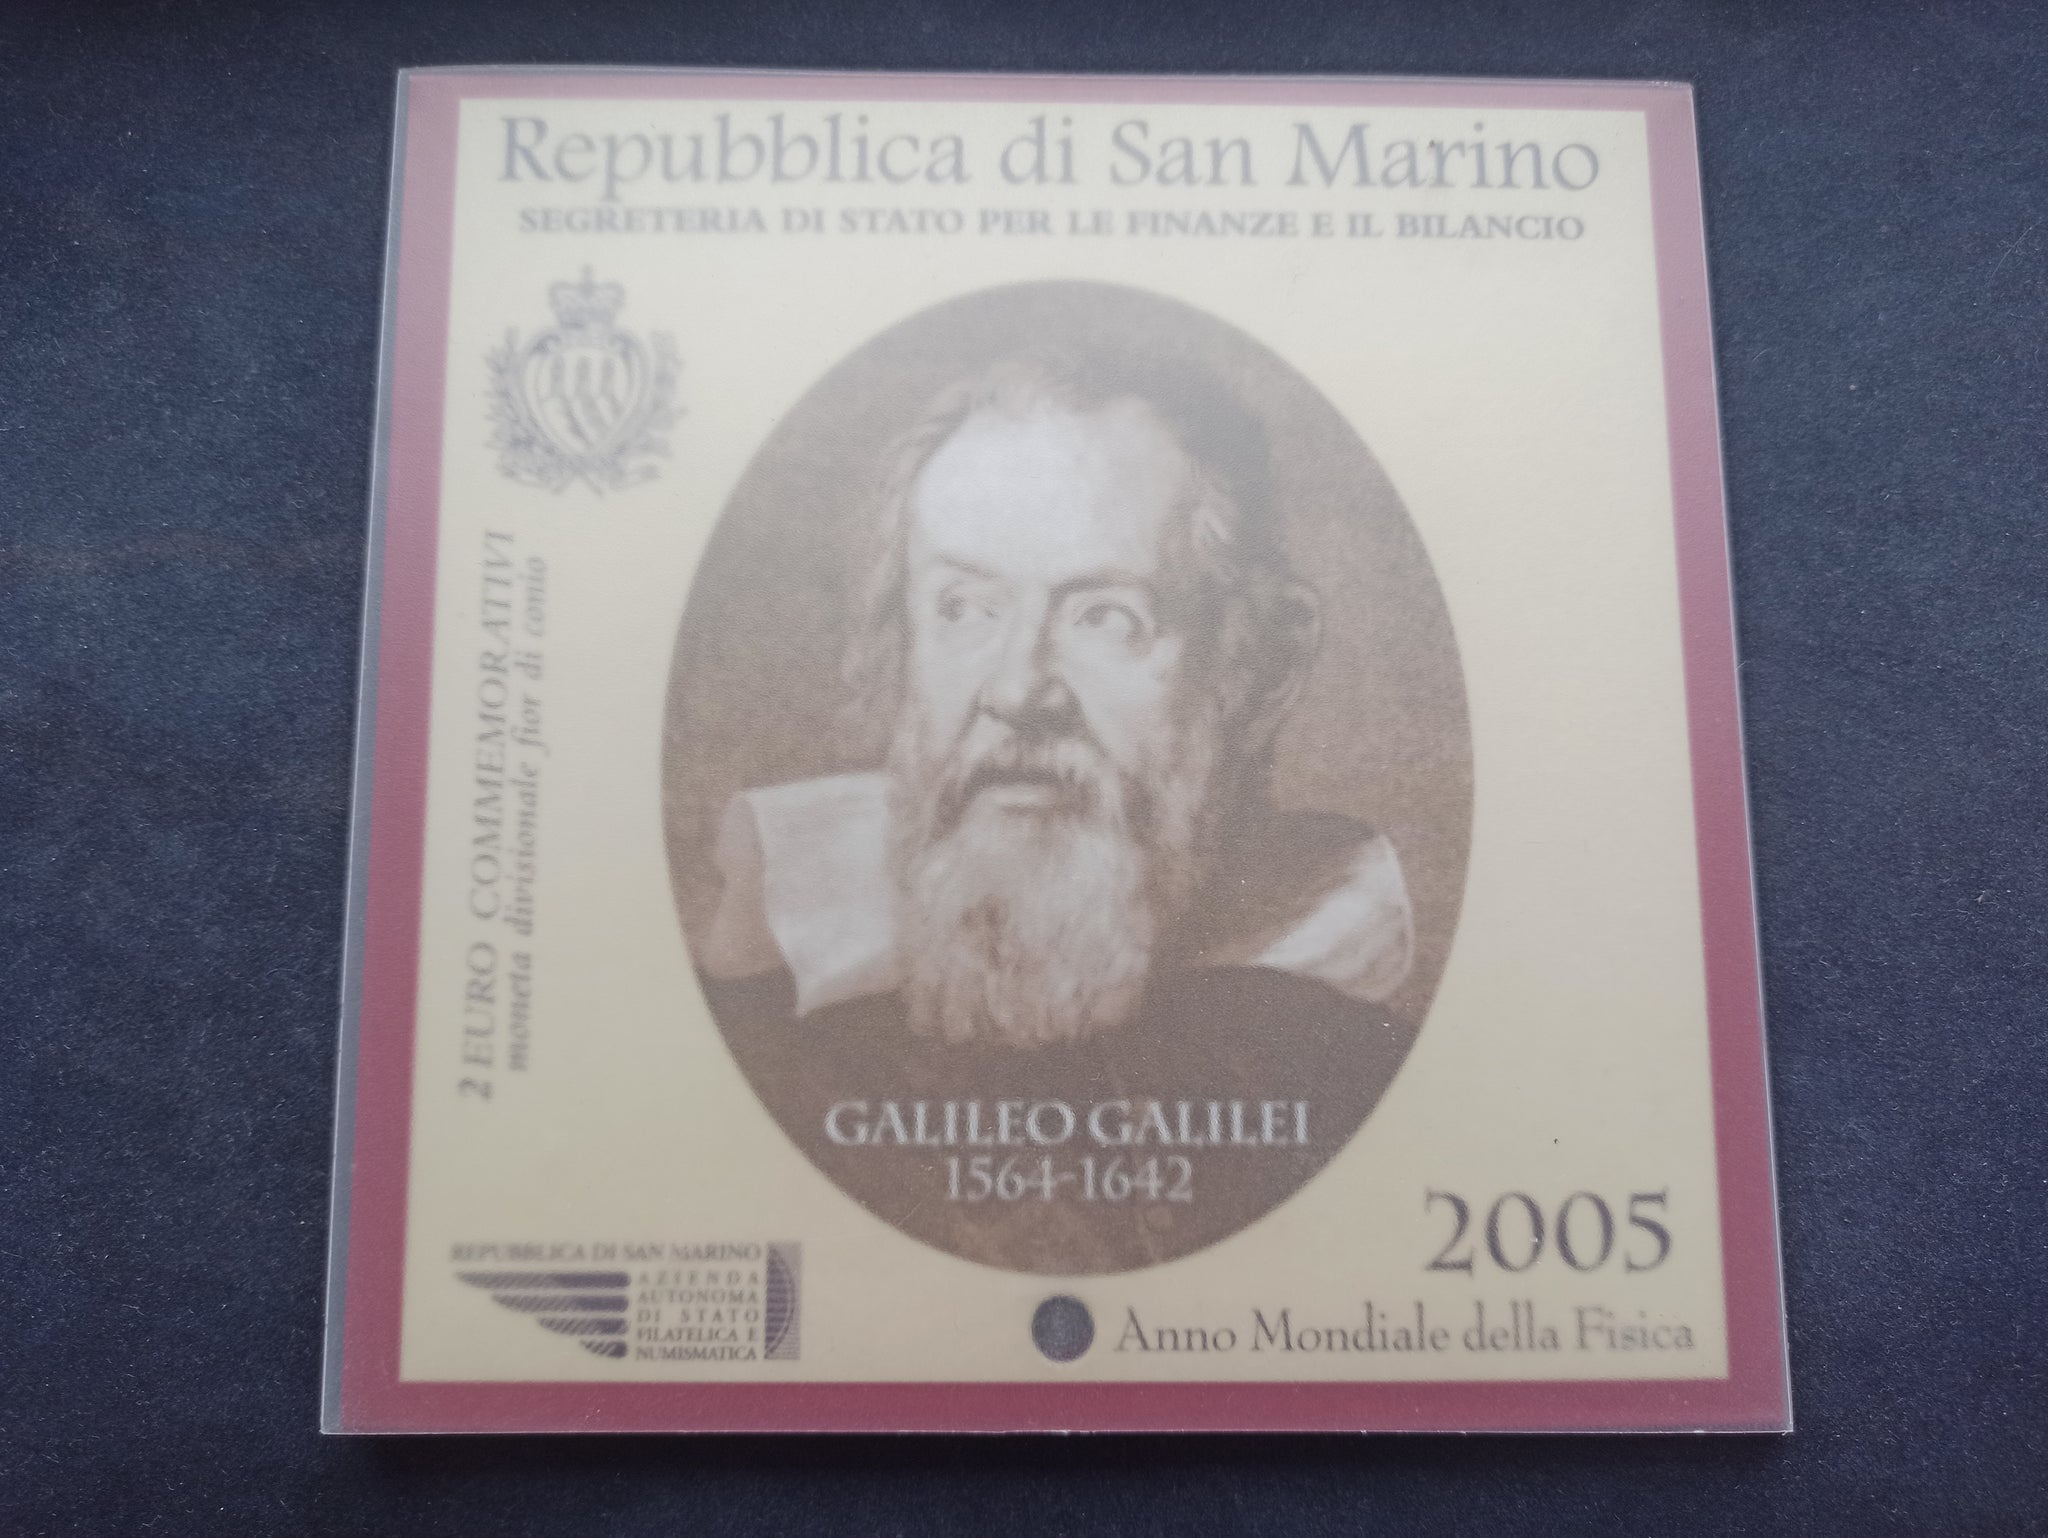 Repubblica di San Marino
SEGRETERIA DI STATO PER LE FINANZE E IL BILANCIO
2 EURO COMMEMORATIVI
moneta divisionale fior di conio
GALILEO GALILEI
1564-1642
2005
Anno Mondiale della Fisica
REPUBBLICA DI SAN MARINO
AZIENDA
AUTONOMA
DI STATO
FILATELICA E
NUMISMATICA